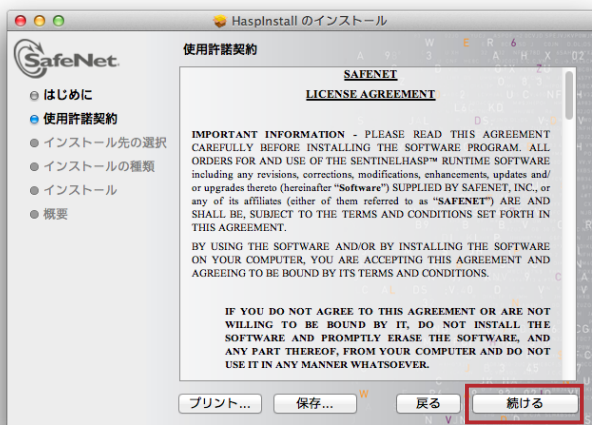 HaspInstall のインストール
SafeNet.
使用許諾契約
はじめに
使用許諾契約
インストール先の選択
インストールの種類
インストール
概要
SAFENET
LICENSE AGREEMENT
IMPORTANT INFORMATION - PLEASE READ THIS AGREEMENT
CAREFULLY BEFORE INSTALLING THE SOFTWARE PROGRAM. ALL
ORDERS FOR AND USE OF THE SENTINELHASP™ RUNTIME SOFTWARE
including any revisions, corrections, modifications, enhancements, updates and/
or upgrades thereto (hereinafter “Software”) SUPPLIED BY SAFENET, INC., or
any of its affiliates (either of them referred to as “SAFENET”) ARE AND
SHALL BE, SUBJECT TO THE TERMS AND CONDITIONS SET FORTH IN
THIS AGREEMENT.
BY USING THE SOFTWARE AND/OR BY INSTALLING THE SOFTWARE
ON YOUR COMPUTER, YOU ARE ACCEPTING THIS AGREEMENT AND
AGREEING TO BE BOUND BY ITS TERMS AND CONDITIONS.
IF YOU DO NOT AGREE TO THIS AGREEMENT OR ARE NOT
WILLING TO BE BOUND BY IT, DO NOT INSTALL THE
SOFTWARE AND PROMPTLY ERASE THE SOFTWARE, AND
ANY PART THEREOF, FROM YOUR COMPUTER AND DO NOT
USE IT IN ANY MANNER WHATSOEVER.
プリント...
保存...
戻る
続ける